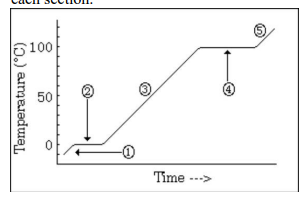 each section.
Temperature (°C)
100
50
0
①
②
③
④
⑤
Time --->